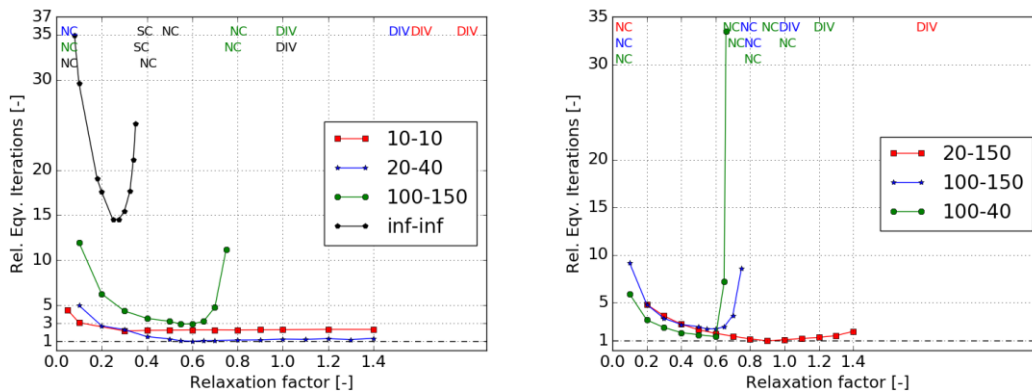 37
35
NC SC NC NC DIV DIV DIV DIV
NC SC NC DIV
NC NC
30
25
20
15
10
5
3
1
Rel. Eqv. Iterations [-]
10-10
20-40
100-150
inf-inf
0.0 0.2 0.4 0.6 0.8 1.0 1.2 1.4
Relaxation factor [-]
35
NC NC NC NC DIV DIV DIV
NC NC NC NC
NC NC
30
20
10
5
1
Rel. Eqv. Iterations [-]
20-150
100-150
100-40
0.0 0.2 0.4 0.6 0.8 1.0 1.2 1.4
Relaxation factor [-]